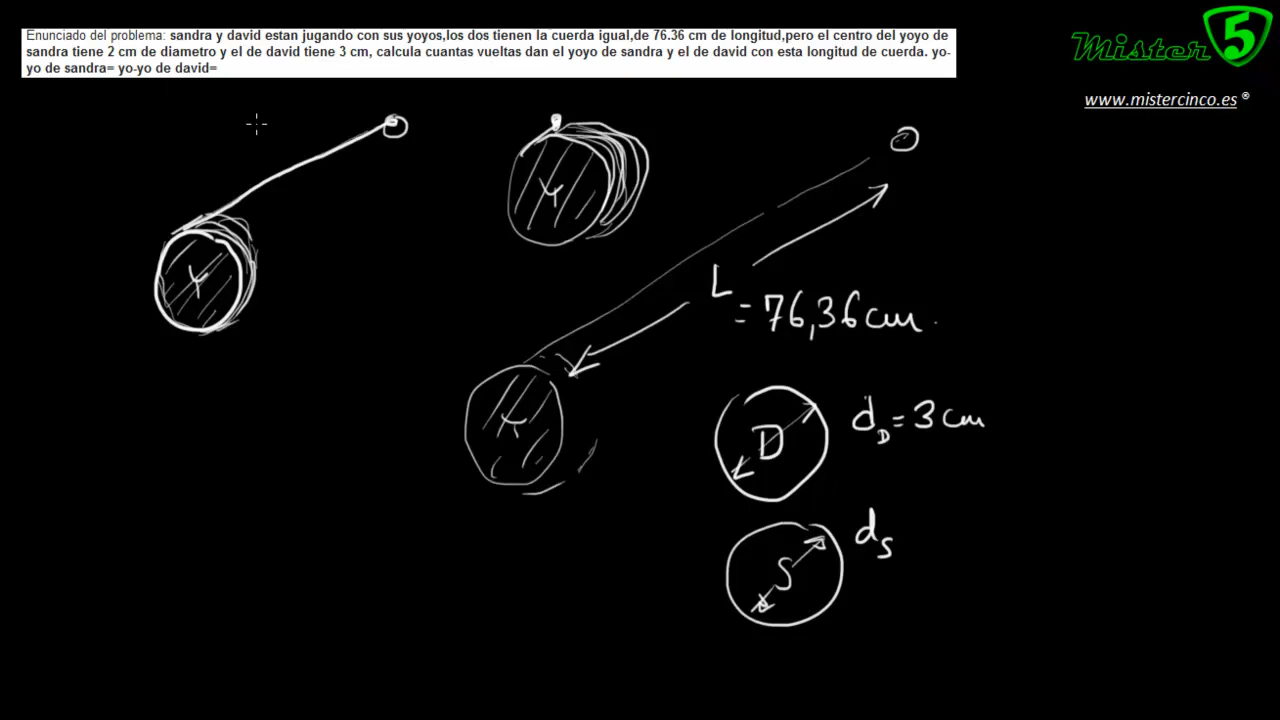 Enunciado del problema: sandra y david estan jugando con sus yoyos,los dos tienen la cuerda igual,de 76.36 cm de longitud,pero el centro del yoyo de
sandra tiene 2 cm de diametro y el de david tiene 3 cm, calcula cuantas vueltas dan el yoyo de sandra y el de david con esta longitud de cuerda. yo-
yo de sandra= yo-yo de david=
Mister 5
www.mistercinco.es ®
Y
Y
L
= 76,36 cm.
Y
D
d_D = 3 cm
S
d_S